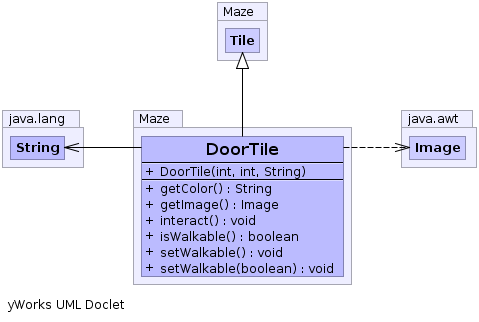 Maze
Tile
java.lang
String
Maze
java.awt
Image
DoorTile
+ DoorTile(int, int, String)
+ getColor() : String
+ getImage() : Image
+ interact() : void
+ isWalkable() : boolean
+ setWalkable() : void
+ setWalkable(boolean) : void
yWorks UML Doclet